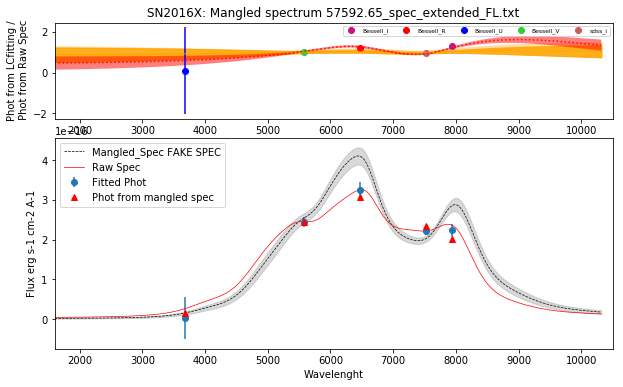 SN2016X: Mangled spectrum 57592.65_spec_extended_FL.txt
Phot from LCfitting /
Phot from Raw Spec
2
0
−2
Bessell_I
Bessell_R
Bessell_U
Bessell_V
sdss_i
2000 3000 4000 5000 6000 7000 8000 9000 10000
1e−16
Flux erg s-1 cm-2 A-1
4
3
2
1
0
Mangled_Spec FAKE SPEC
Raw Spec
Fitted Phot
Phot from mangled spec
2000 3000 4000 5000 6000 7000 8000 9000 10000
Wavelenght